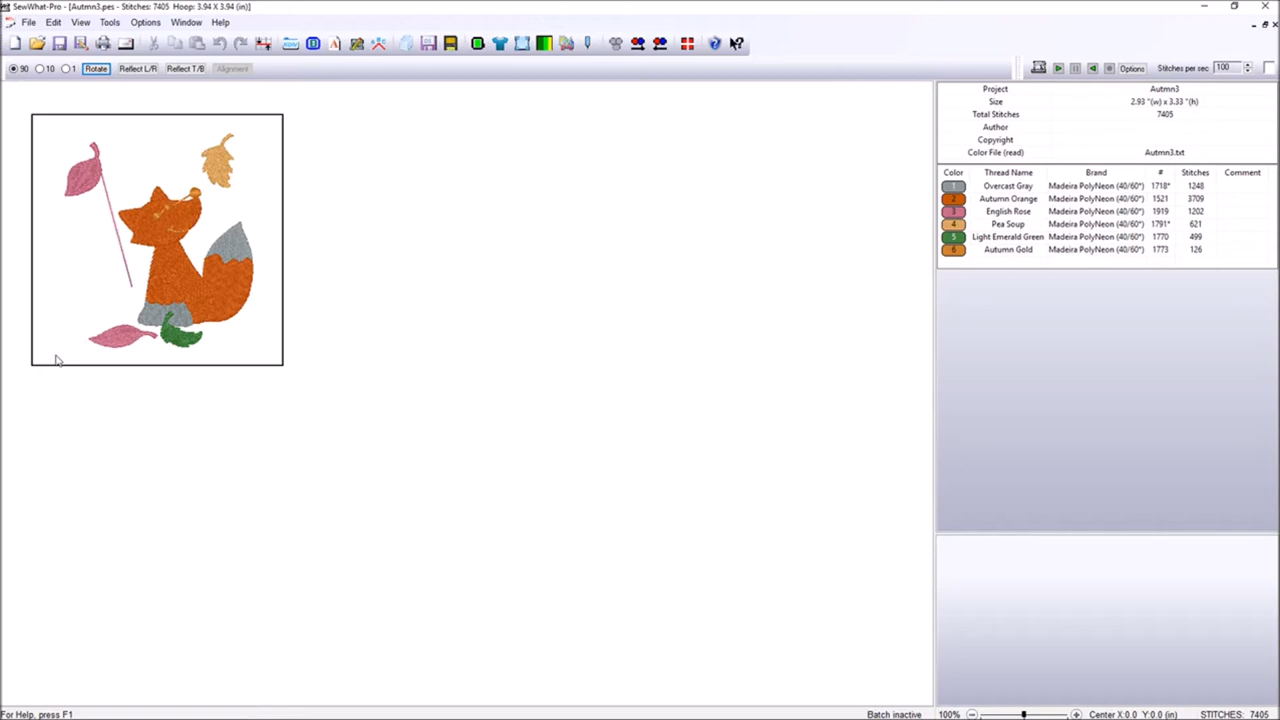 SewWhat-Pro - [Autmn3.pes - Stitches: 7405 Hoop: 3.94 X 3.94 (in)]
File Edit View Tools Options Window Help
90 10 1 Rotate Reflect L/R Reflect T/B Alignment
Options Stitches per sec 100
Project Autmn3
Size 2.93 "(w) x 3.33 "(h)
Total Stitches 7405
Author
Copyright
Color File (read) Autmn3.txt
Color Thread Name Brand # Stitches Comment
1 Overcast Gray Madeira PolyNeon (40/60*) 1718* 1248
2 Autumn Orange Madeira PolyNeon (40/60*) 1521 3709
3 English Rose Madeira PolyNeon (40/60*) 1919 1202
4 Pea Soup Madeira PolyNeon (40/60*) 1791* 621
5 Light Emerald Green Madeira PolyNeon (40/60*) 1770 499
6 Autumn Gold Madeira PolyNeon (40/60*) 1773 126
For Help, press F1
Batch inactive 100% Center X:0.0 Y:0.0 (in) STITCHES: 7405